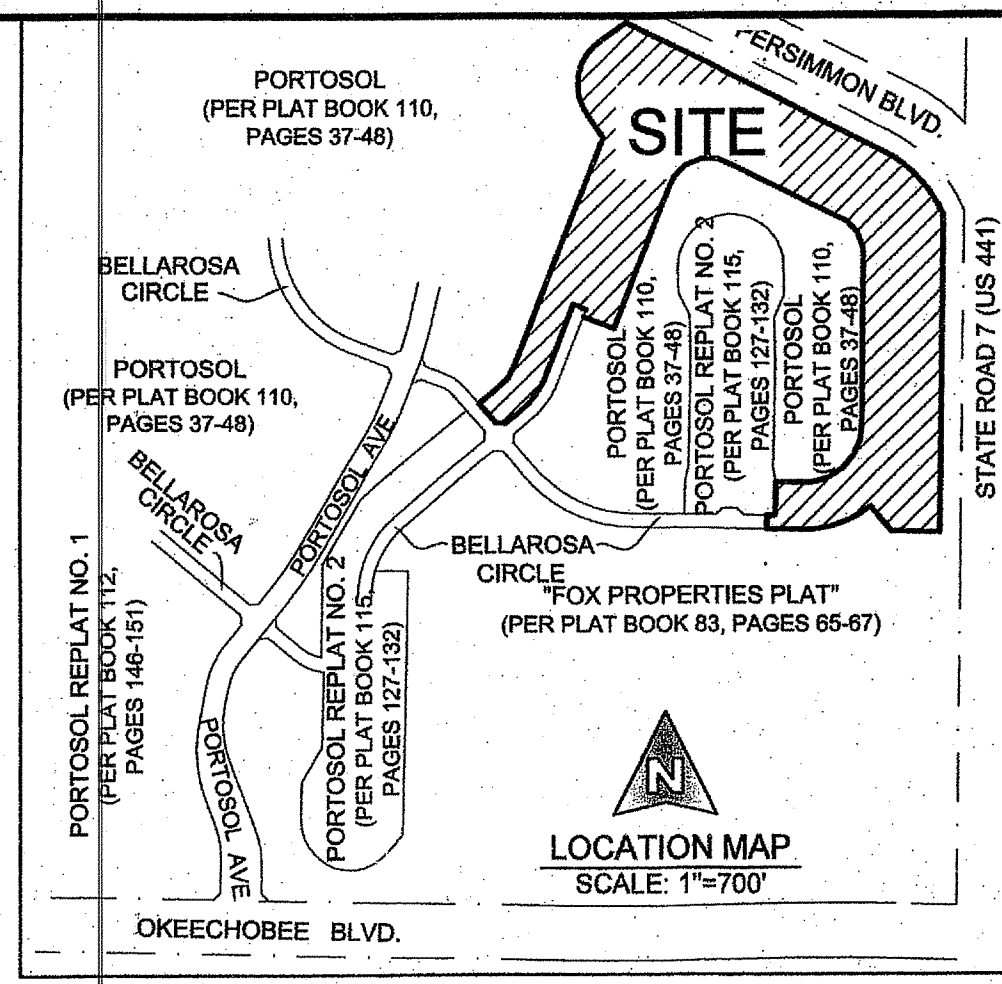 PERSIMMON BLVD.
PORTOSOL
(PER PLAT BOOK 110,
PAGES 37-48)
SITE
BELLAROSA
CIRCLE
STATE ROAD 7 (US 441)
PORTOSOL
(PER PLAT BOOK 110,
PAGES 37-48)
PORTOSOL REPLAT NO. 2
(PER PLAT BOOK 115,
PAGES 127-132)
PORTOSOL
(PER PLAT BOOK 110,
PAGES 37-48)
PORTOSOL
(PER PLAT BOOK 110,
PAGES 37-48)
PORTOSOL AVE
BELLAROSA
CIRCLE
BELLAROSA
CIRCLE
"FOX PROPERTIES PLAT"
(PER PLAT BOOK 83, PAGES 65-67)
PORTOSOL REPLAT NO. 1
(PER PLAT BOOK 112,
PAGES 146-151)
PORTOSOL REPLAT NO. 2
(PER PLAT BOOK 115,
PAGES 127-132)
PORTOSOL AVE
N
LOCATION MAP
SCALE: 1"=700'
OKEECHOBEE BLVD.